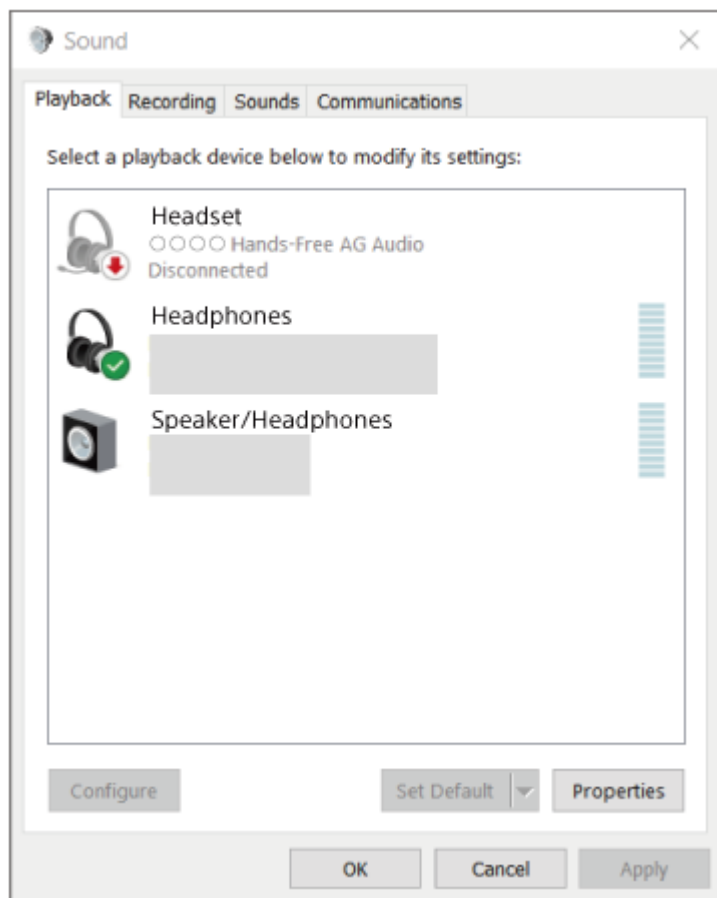 Sound
Playback Recording Sounds Communications
Select a playback device below to modify its settings:
Headset
○○○○ Hands-Free AG Audio
Disconnected
Headphones
Speaker/Headphones
Configure Set Default Properties
OK Cancel Apply